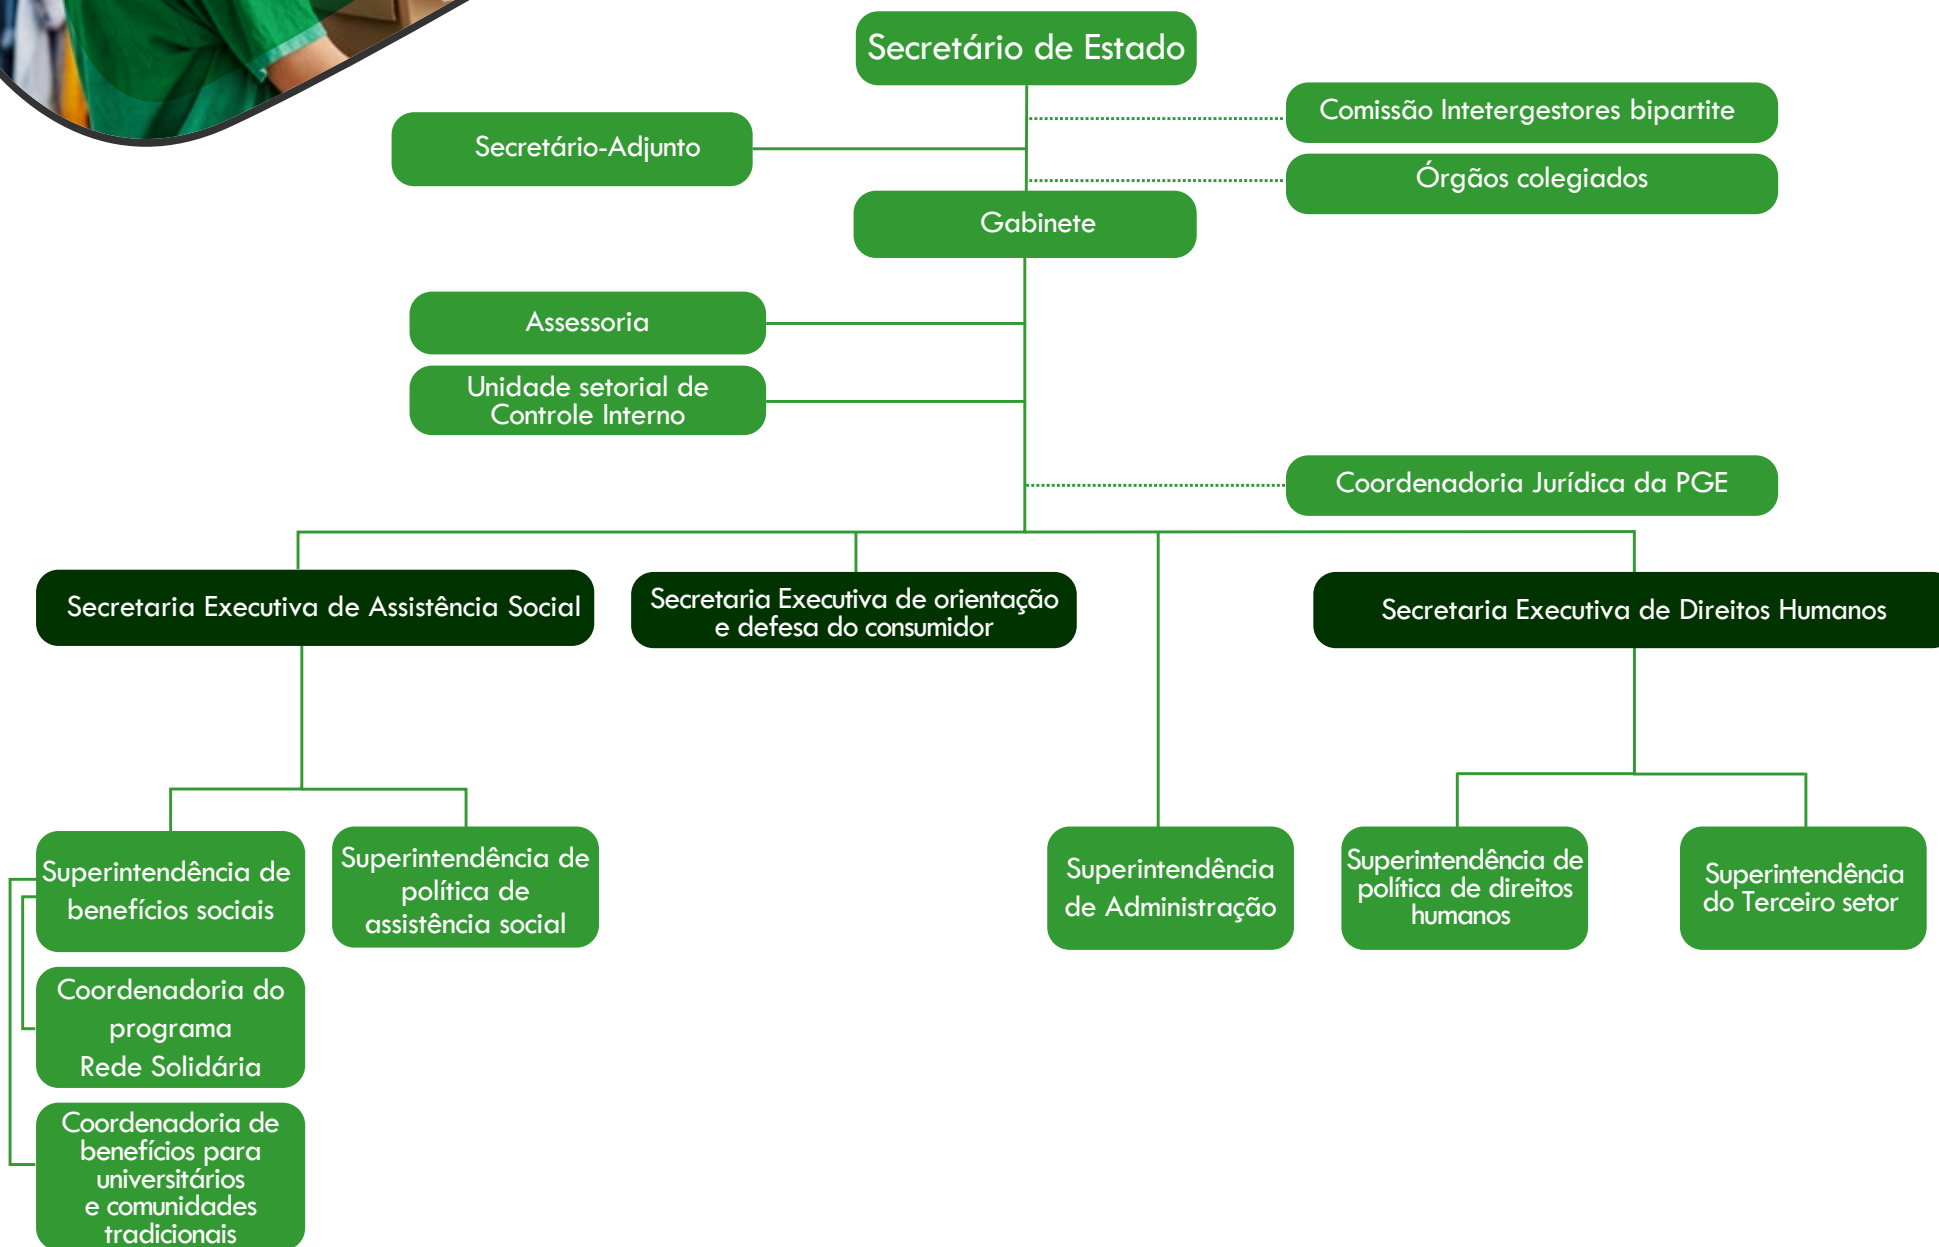 Secretário de Estado
Comissão Intetergestores bipartite
Secretário-Adjunto
Órgãos colegiados
Gabinete
Assessoria
Unidade setorial de
Controle Interno
Coordenadoria Jurídica da PGE
Secretaria Executiva de Assistência Social
Secretaria Executiva de orientação
e defesa do consumidor
Secretaria Executiva de Direitos Humanos
Superintendência de
benefícios sociais
Superintendência de
política de
assistência social
Superintendência
de Administração
Superintendência de
política de direitos
humanos
Superintendência
do Terceiro setor
Coordenadoria do
programa
Rede Solidária
Coordenadoria de
benefícios para
universitários
e comunidades
tradicionais